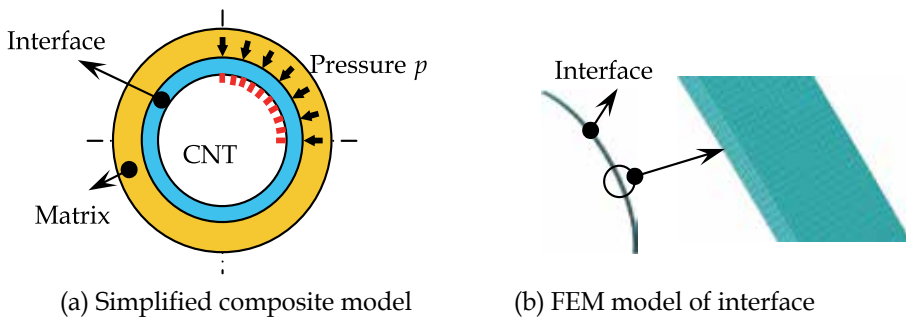 Interface
Pressure p
CNT
Matrix
(a) Simplified composite model
Interface
(b) FEM model of interface